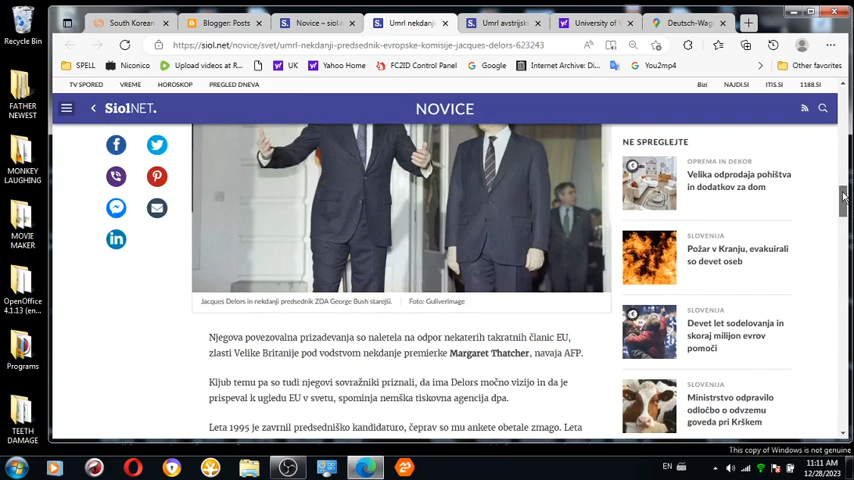 Recycle Bin
FATHER NEWEST
MONKEY LAUGHING
MOVIE MAKER
OpenOffice 4.1.13 (en...
Programs
TEETH DAMAGE
South Korean
Blogger: Posts
Novice – siol.n
Umrl nekdanji
Umrl avstrijsk
University of
Deutsch-Wag
https://siol.net/novice/svet/umrl-nekdanji-predsednik-evropske-komisije-jacques-delors-623243
SPELL
Niconico
Upload videos at R...
UK
Yahoo Home
FC2ID Control Panel
Google
Internet Archive: Di...
You2mp4
Other favorites
TV SPORED
VREME
HOROSKOP
PREGLED DNEVA
Bizi
NAJDI.SI
ITIS.SI
1188.SI
SiolNET.
NOVICE
Jacques Delors in nekdanji predsednik ZDA George Bush starejši.
Foto: Guliverimage
Njegova povezovalna prizadevanja so naletela na odpor nekaterih takratnih članic EU,
zlasti Velike Britanije pod vodstvom nekdanje premierke Margaret Thatcher, navaja AFP.
Kljub temu pa so tudi njegovi sovražniki priznali, da ima Delors močno vizijo in da je
prispeval k ugledu EU v svetu, spominja nemška tiskovna agencija dpa.
Leta 1995 je zavrnil predsedniško kandidaturo, čeprav so mu ankete obetale zmago. Leta
NE SPREGLEJTE
OPREMA IN DEKOR
Velika odprodaja pohištva
in dodatkov za dom
SLOVENIJA
Požar v Kranju, evakuirali
so devet oseb
SLOVENIJA
Devet let sodelovanja in
skoraj milijon evrov
pomoči
SLOVENIJA
Ministrstvo odpravilo
odločbo o odvzemu
goveda pri Krškem
This copy of Windows is not genuine
EN
11:11 AM
12/28/2023